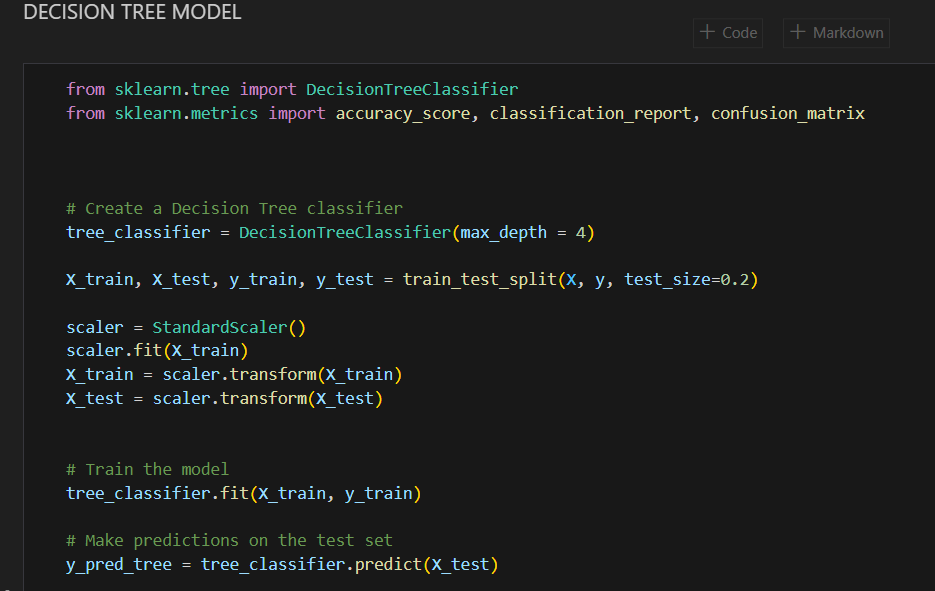 DECISION TREE MODEL
+ Code + Markdown
from sklearn.tree import DecisionTreeClassifier
from sklearn.metrics import accuracy_score, classification_report, confusion_matrix
# Create a Decision Tree classifier
tree_classifier = DecisionTreeClassifier(max_depth = 4)
X_train, X_test, y_train, y_test = train_test_split(X, y, test_size=0.2)
scaler = StandardScaler()
scaler.fit(X_train)
X_train = scaler.transform(X_train)
X_test = scaler.transform(X_test)
# Train the model
tree_classifier.fit(X_train, y_train)
# Make predictions on the test set
y_pred_tree = tree_classifier.predict(X_test)